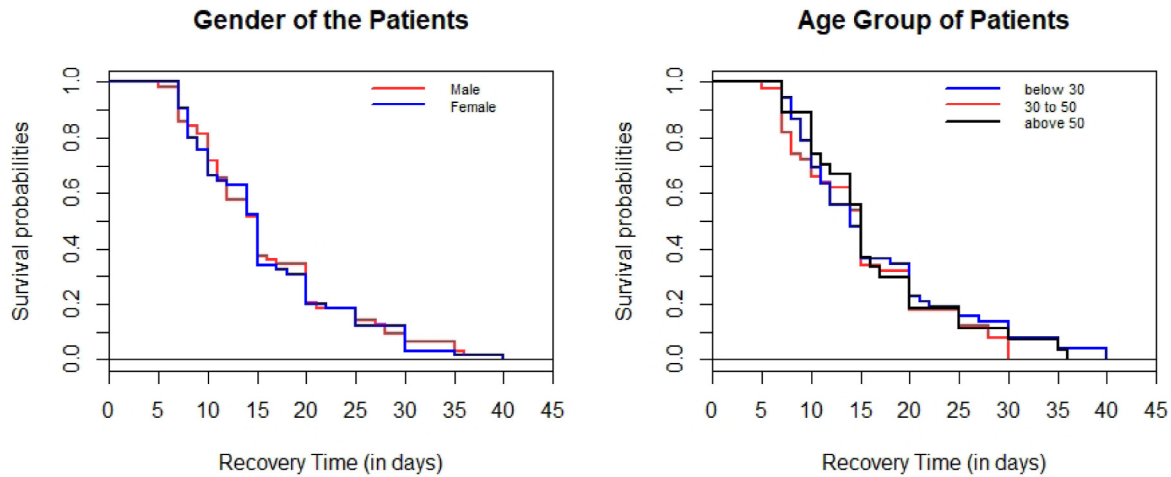 Gender of the Patients
Male
Female
Survival probabilities
1.0
0.8
0.6
0.4
0.2
0.0
0 5 10 15 20 25 30 35 40 45
Recovery Time (in days)
Age Group of Patients
below 30
30 to 50
above 50
Survival probabilities
1.0
0.8
0.6
0.4
0.2
0.0
0 5 10 15 20 25 30 35 40 45
Recovery Time (in days)